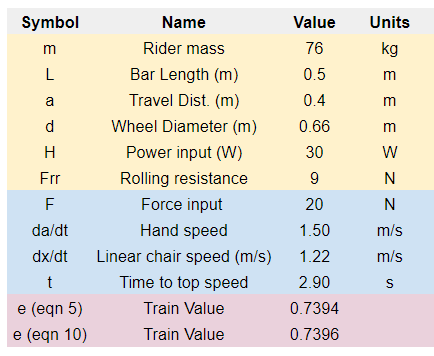 Symbol Name Value Units
m Rider mass 76 kg
L Bar Length (m) 0.5 m
a Travel Dist. (m) 0.4 m
d Wheel Diameter (m) 0.66 m
H Power input (W) 30 W
Frr Rolling resistance 9 N
F Force input 20 N
da/dt Hand speed 1.50 m/s
dx/dt Linear chair speed (m/s) 1.22 m/s
t Time to top speed 2.90 s
e (eqn 5) Train Value 0.7394
e (eqn 10) Train Value 0.7396